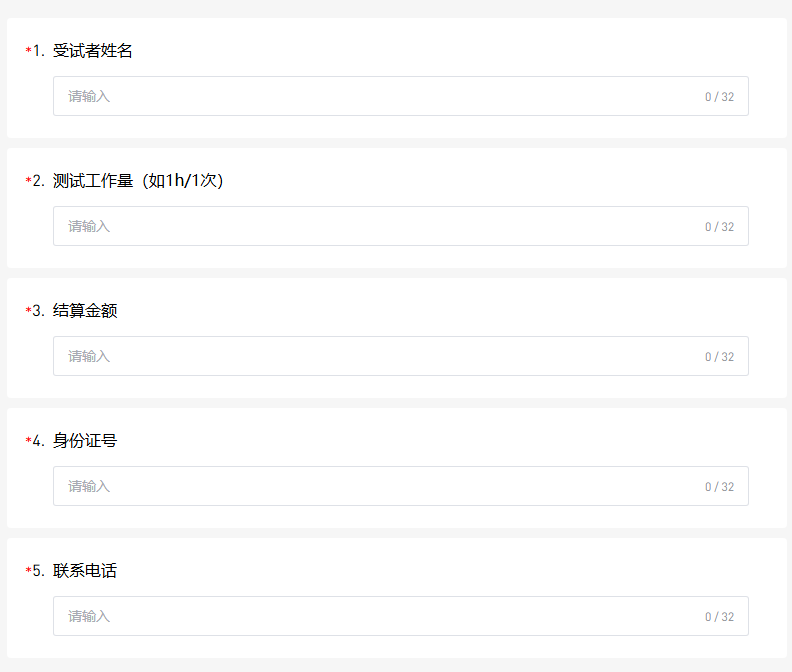 *1. 受试者姓名
请输入 0 / 32
*2. 测试工作量（如1h/1次）
请输入 0 / 32
*3. 结算金额
请输入 0 / 32
*4. 身份证号
请输入 0 / 32
*5. 联系电话
请输入 0 / 32